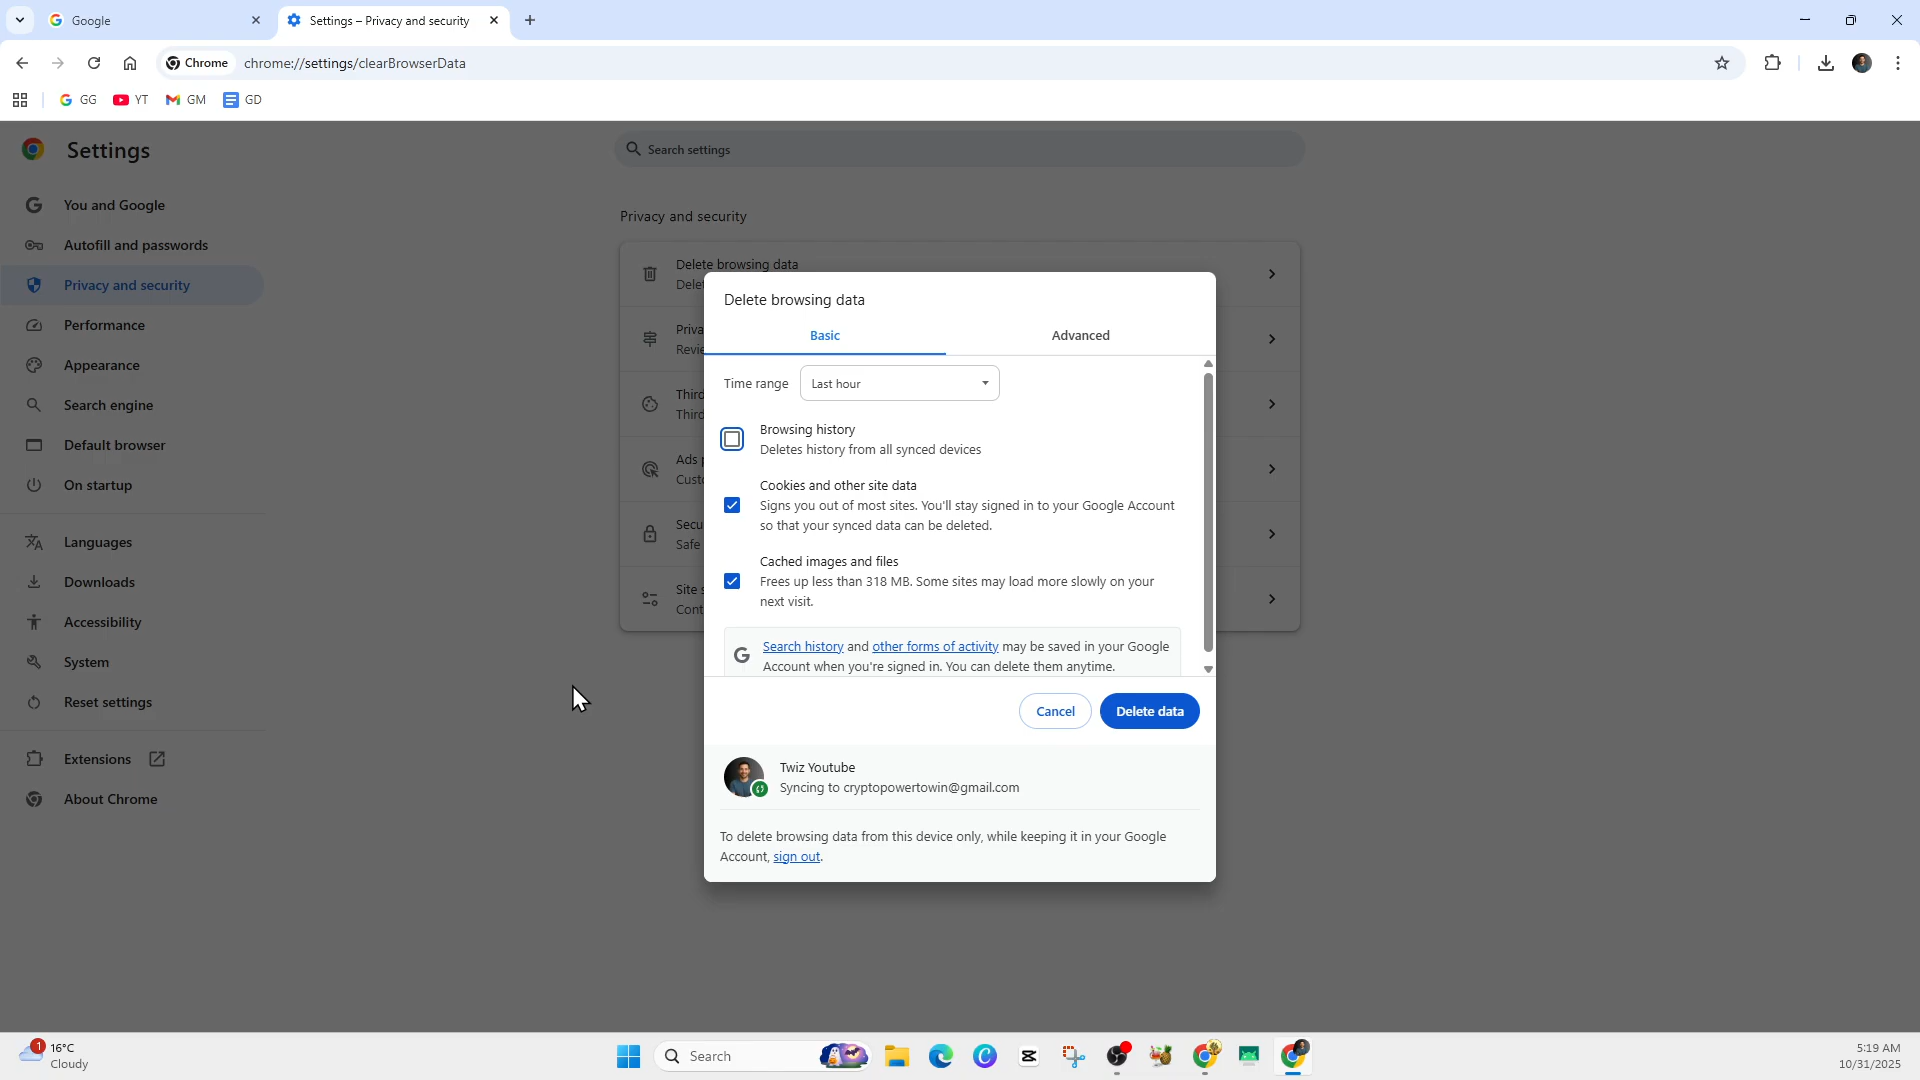 Google
Settings – Privacy and security
Chrome
chrome://settings/clearBrowserData
GG
YT
GM
GD
Settings
Search settings
You and Google
Autofill and passwords
Privacy and security
Performance
Appearance
Search engine
Default browser
On startup
Languages
Downloads
Accessibility
System
Reset settings
Extensions
About Chrome
Privacy and security
Delete browsing data
Delete browsing data
Basic
Advanced
Time range
Last hour
Browsing history
Deletes history from all synced devices
Cookies and other site data
Signs you out of most sites. You'll stay signed in to your Google Account
so that your synced data can be deleted.
Cached images and files
Frees up less than 318 MB. Some sites may load more slowly on your
next visit.
Search history and other forms of activity may be saved in your Google
Account when you're signed in. You can delete them anytime.
Cancel
Delete data
Twiz Youtube
Syncing to cryptopowertowin@gmail.com
To delete browsing data from this device only, while keeping it in your Google
Account, sign out.
1
16°C
Cloudy
Search
5:19 AM
10/31/2025